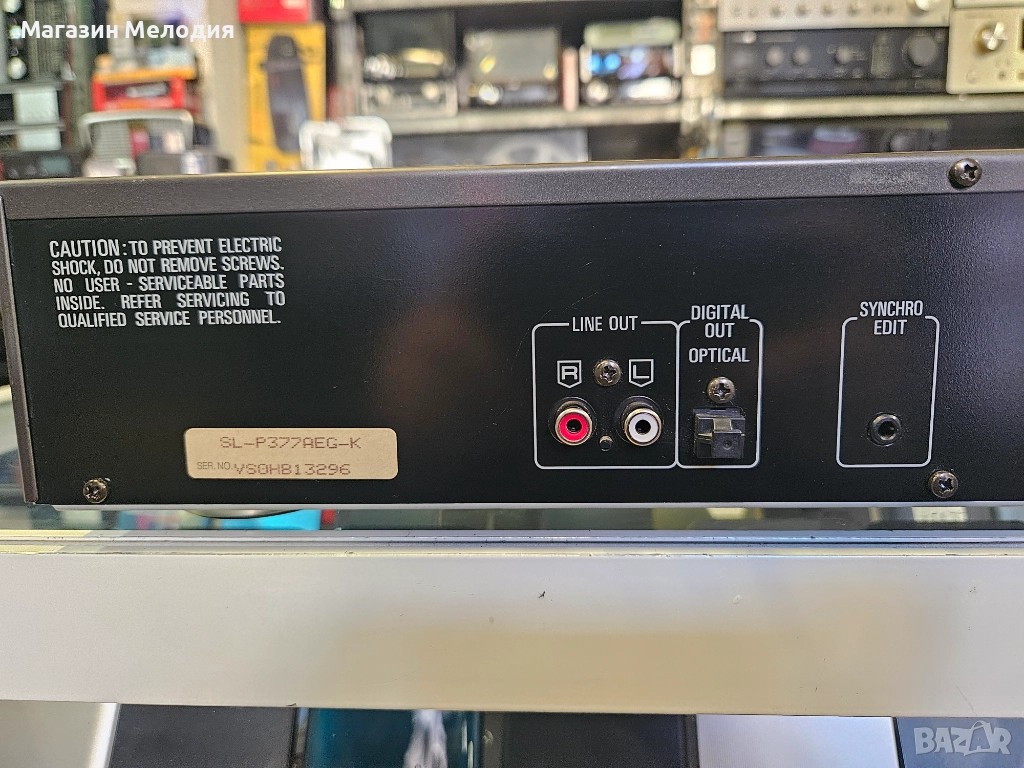 Магазин Мелодия
CAUTION: TO PREVENT ELECTRIC
SHOCK, DO NOT REMOVE SCREWS.
NO USER - SERVICEABLE PARTS
INSIDE. REFER SERVICING TO
QUALIFIED SERVICE PERSONNEL.
LINE OUT
R L
DIGITAL
OUT
OPTICAL
SYNCHRO
EDIT
SL-P377AEG-K
SER.NO. VS0HB13296
BAZAR